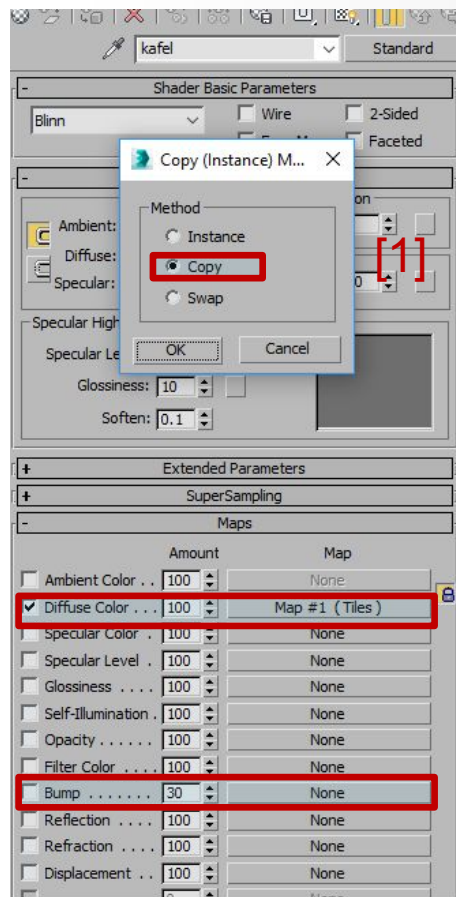 kafel Standard
- Shader Basic Parameters
Blinn Wire 2-Sided
Faceted
Copy (Instance) M... X
-
Method
Ambient:
Instance
Diffuse:
Copy [1]
Specular:
Swap
Specular High
OK Cancel
Specular Le
Glossiness: 10
Soften: 0.1
+ Extended Parameters
+ SuperSampling
- Maps
Amount Map
Ambient Color . . 100 None
Diffuse Color . . . 100 Map #1 ( Tiles )
Specular Color . 100 None
Specular Level . 100 None
Glossiness . . . . 100 None
Self-Illumination . 100 None
Opacity . . . . . . 100 None
Filter Color . . . . 100 None
Bump . . . . . . . 30 None
Reflection . . . . 100 None
Refraction . . . . 100 None
Displacement . . 100 None